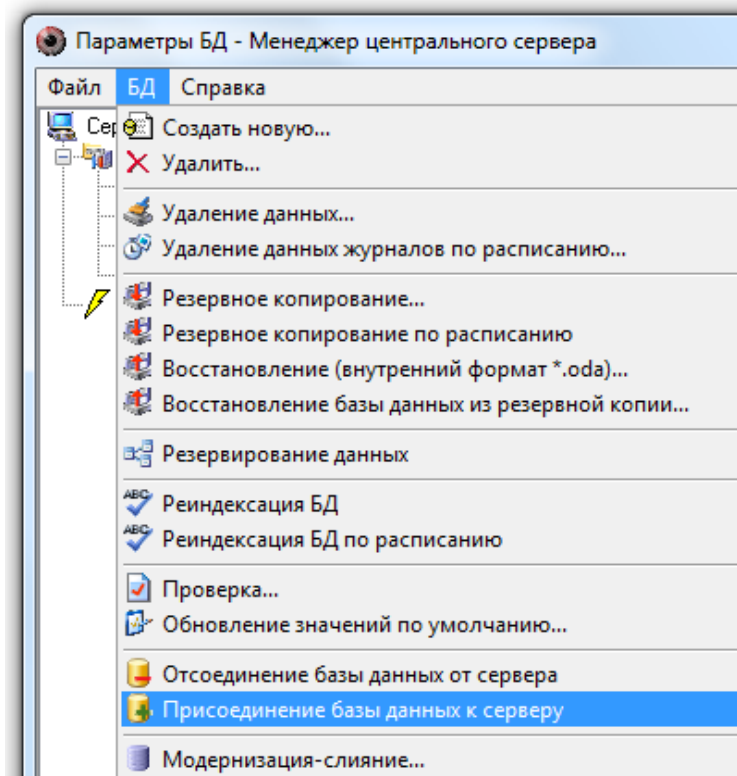 Параметры БД - Менеджер центрального сервера
Файл БД Справка
Создать новую...
Удалить...
Удаление данных...
Удаление данных журналов по расписанию...
Резервное копирование...
Резервное копирование по расписанию
Восстановление (внутренний формат *.oda)...
Восстановление базы данных из резервной копии...
Резервирование данных
Реиндексация БД
Реиндексация БД по расписанию
Проверка...
Обновление значений по умолчанию...
Отсоединение базы данных от сервера
Присоединение базы данных к серверу
Модернизация-слияние...